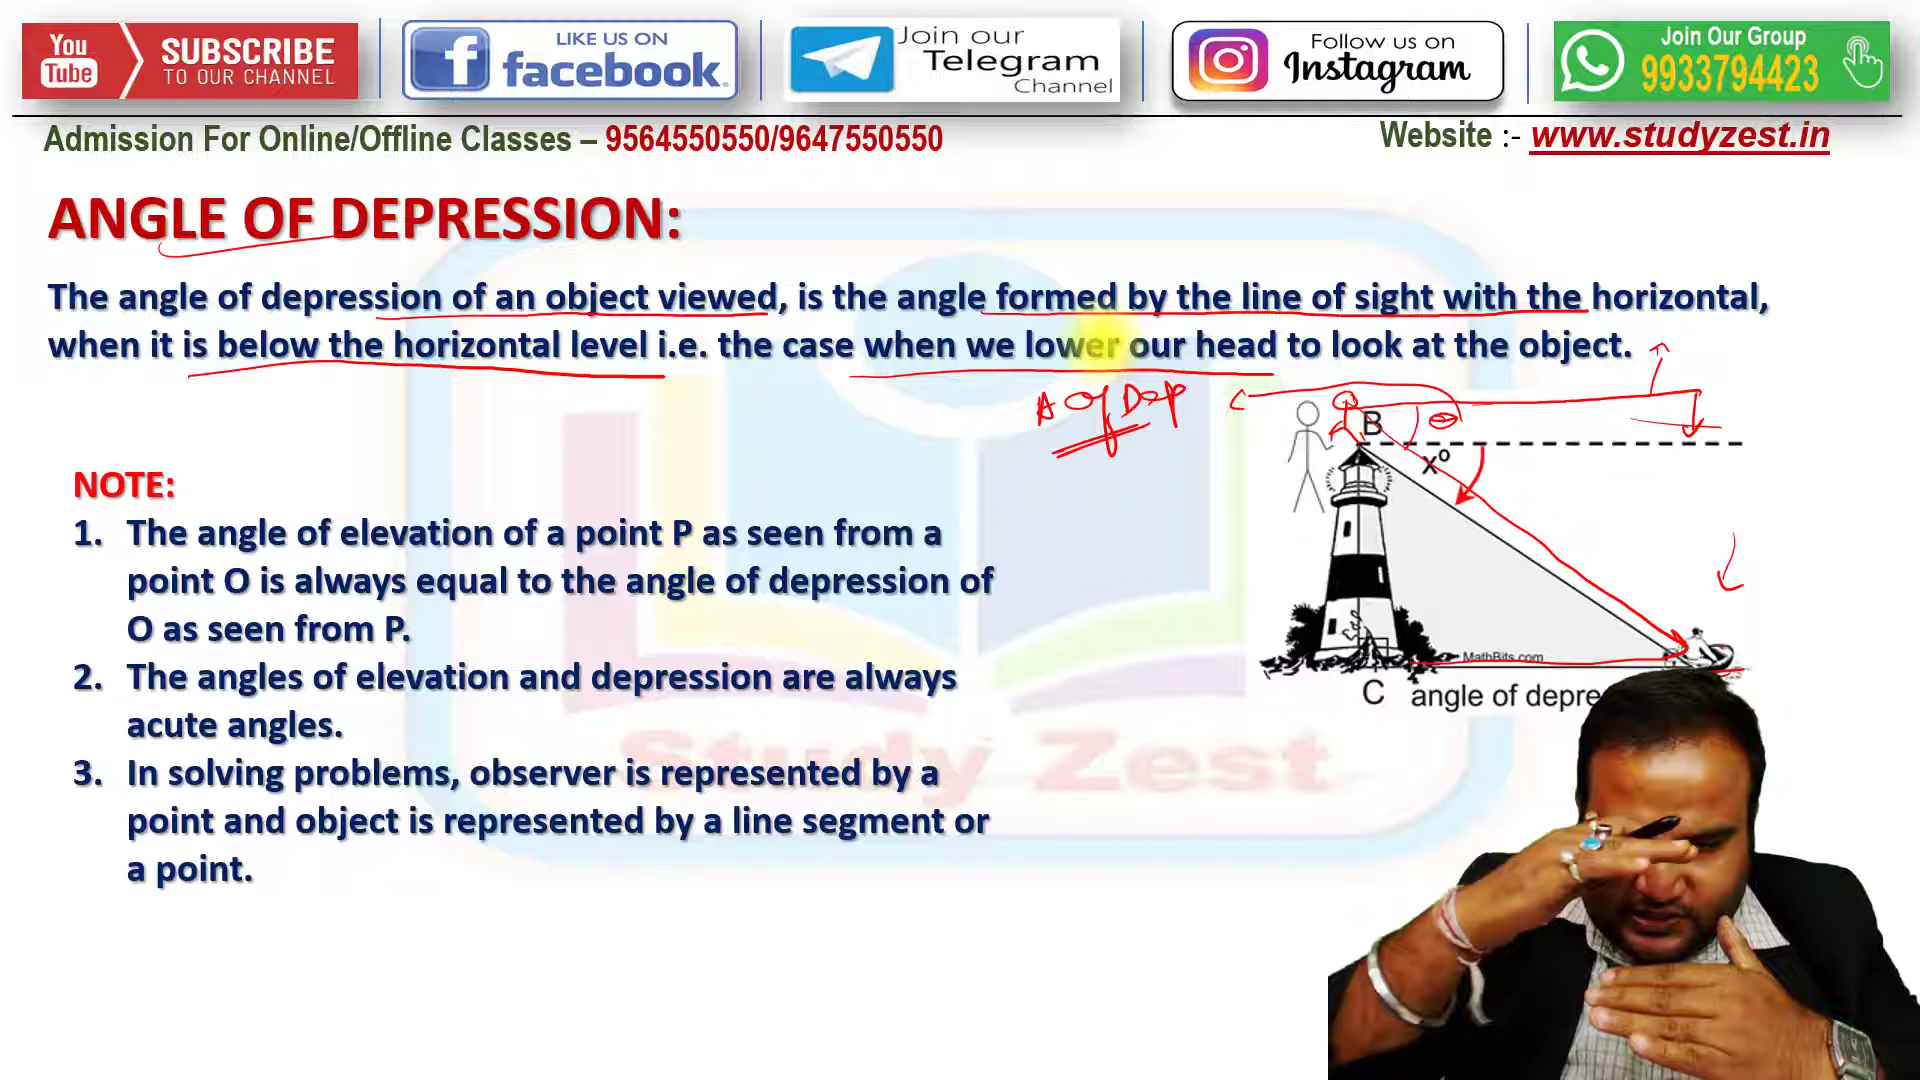 You Tube SUBSCRIBE TO OUR CHANNEL
LIKE US ON facebook
Join our Telegram Channel
Follow us on Instagram
Join Our Group 9933794423
Admission For Online/Offline Classes – 9564550550/9647550550
Website :- www.studyzest.in
ANGLE OF DEPRESSION:
The angle of depression of an object viewed, is the angle formed by the line of sight with the horizontal,
when it is below the horizontal level i.e. the case when we lower our head to look at the object.
A Of Dep
B
θ
x°
NOTE:
1. The angle of elevation of a point P as seen from a
point O is always equal to the angle of depression of
O as seen from P.
2. The angles of elevation and depression are always
acute angles.
3. In solving problems, observer is represented by a
point and object is represented by a line segment or
a point.
MathBits.com
C angle of depre
Study Zest